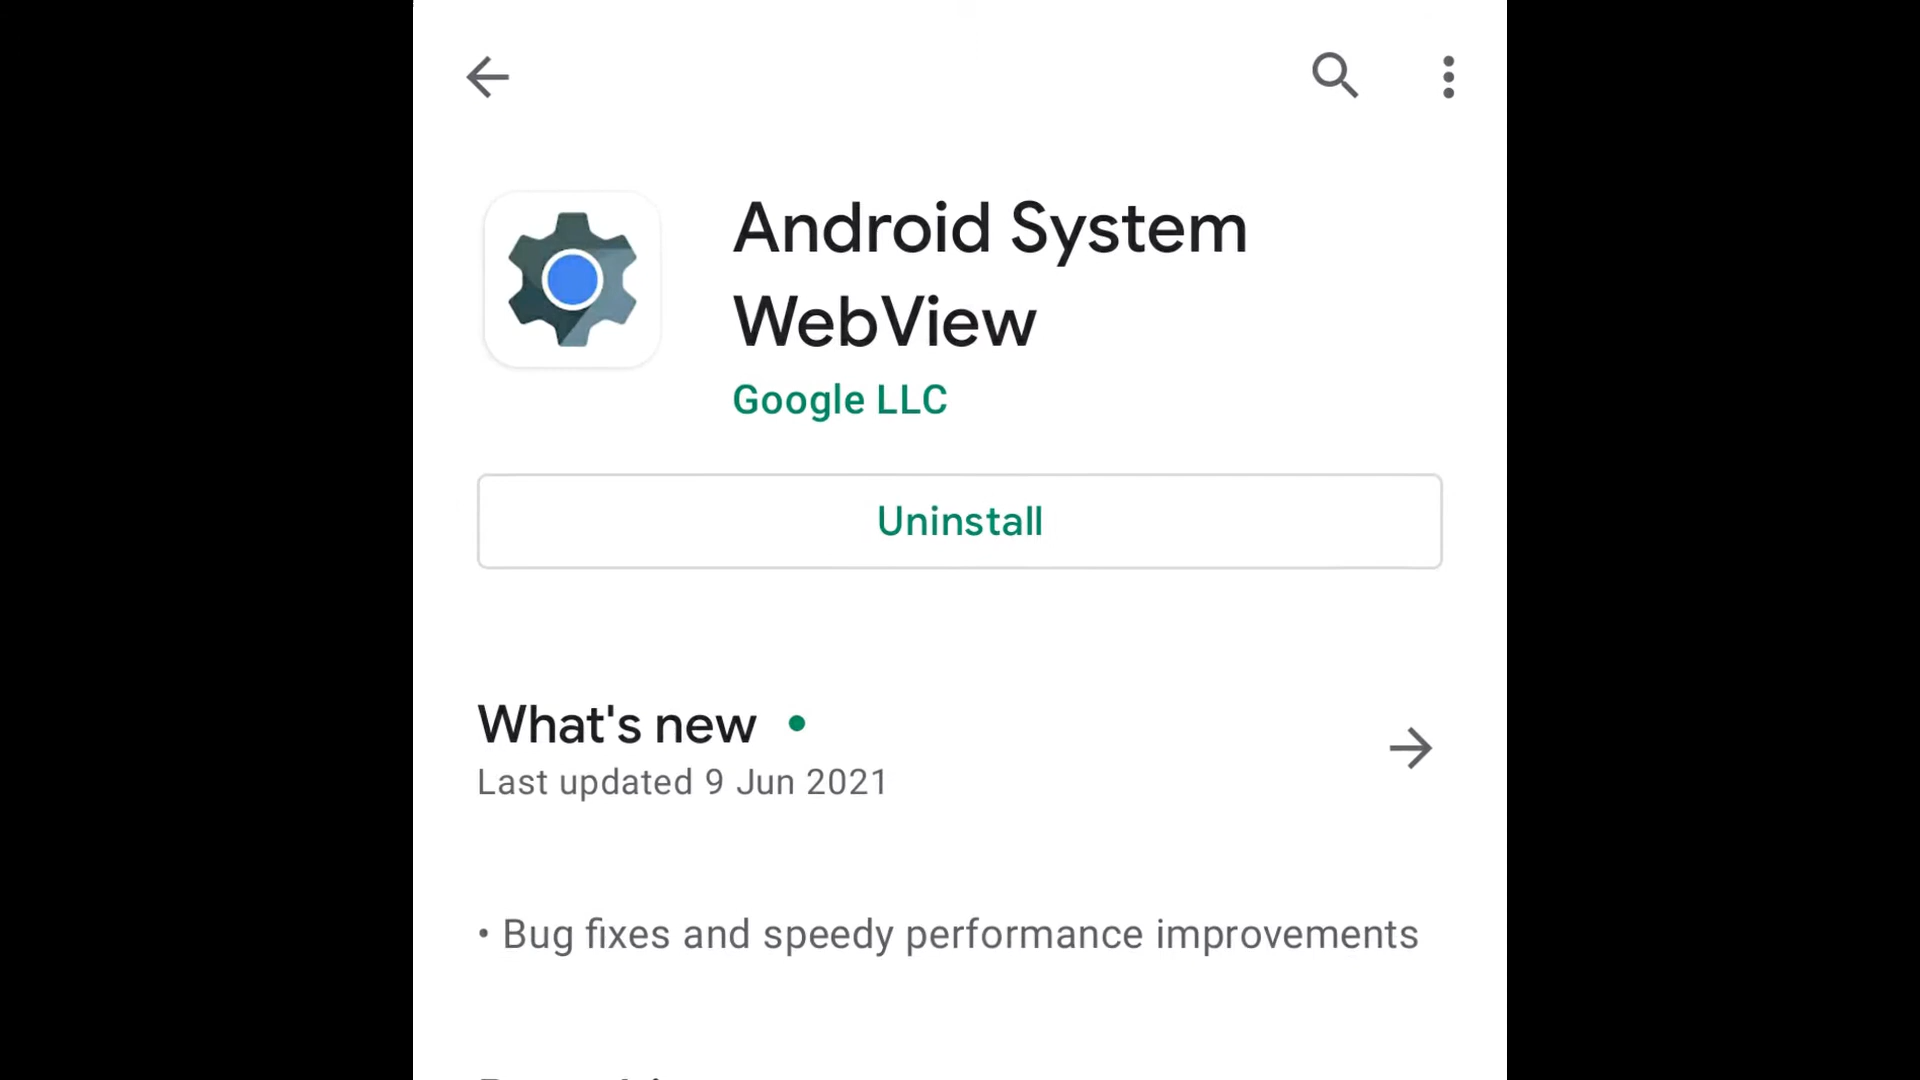 Android System
WebView
Google LLC
Uninstall
What's new
Last updated 9 Jun 2021
• Bug fixes and speedy performance improvements